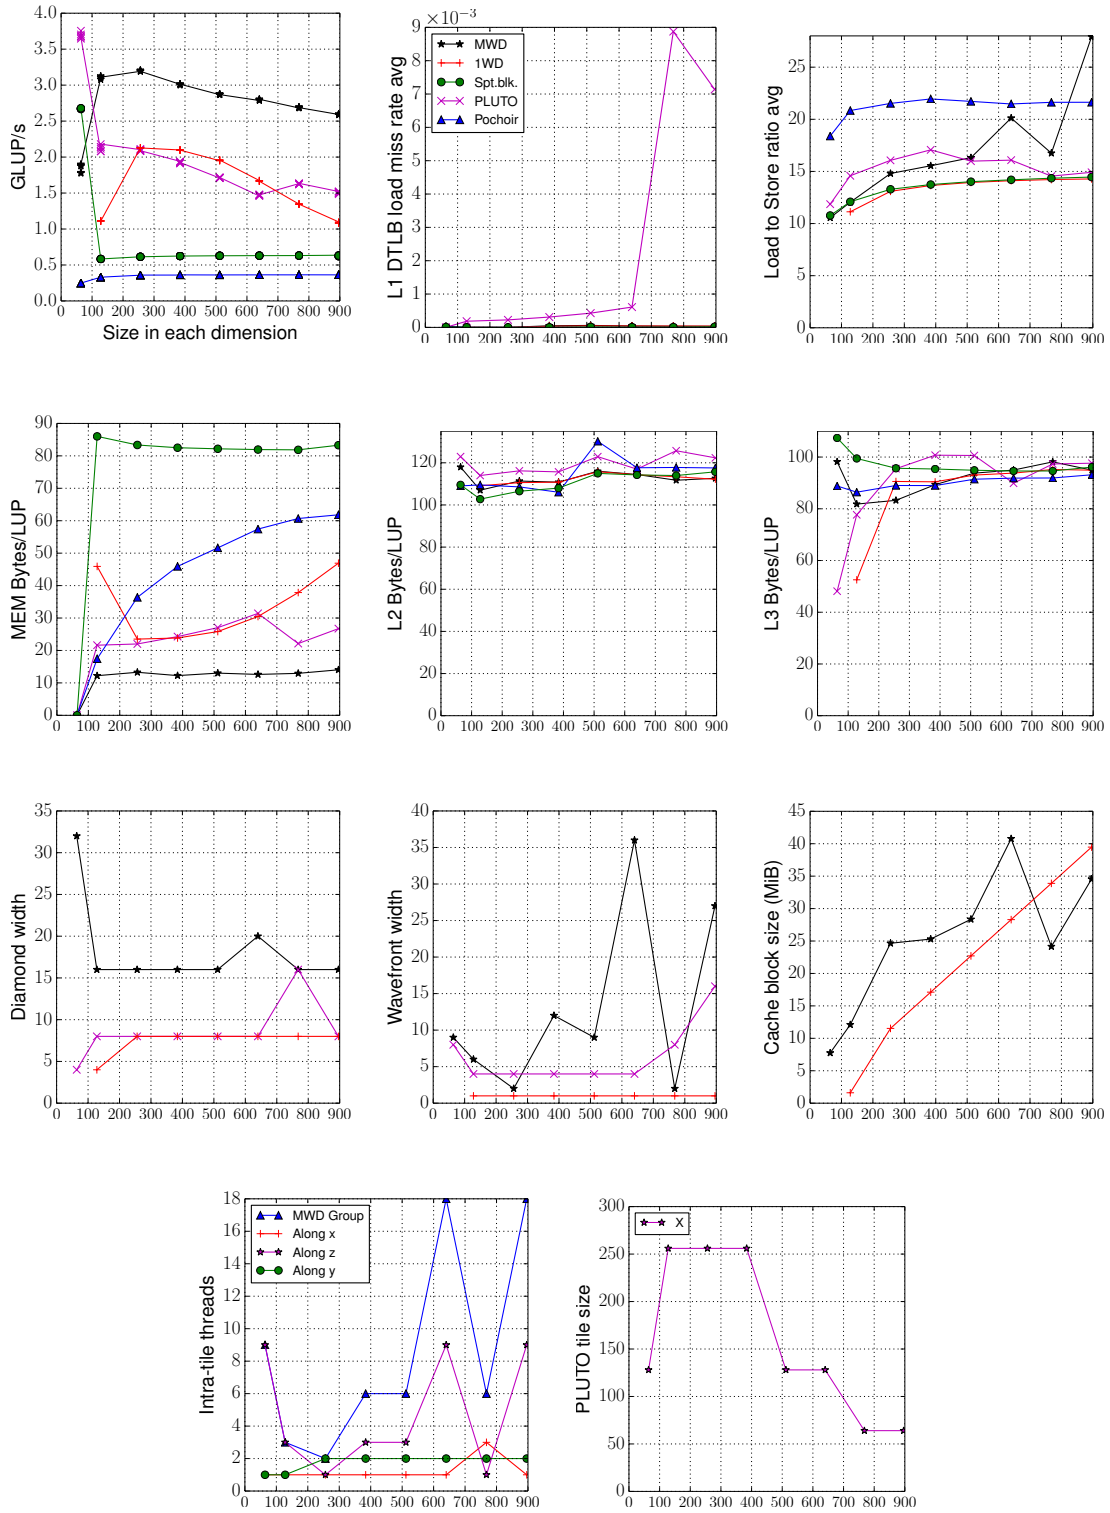 GLUP/s
4.0
3.5
3.0
2.5
2.0
1.5
1.0
0.5
0.0
0 100 200 300 400 500 600 700 800 900
Size in each dimension
L1 DTLB load miss rate avg
×10−3
9
8
7
6
5
4
3
2
1
0
0 100 200 300 400 500 600 700 800 900
MWD
1WD
Spt.blk.
PLUTO
Pochoir
Load to Store ratio avg
25
20
15
10
5
0
0 100 200 300 400 500 600 700 800 900
MEM Bytes/LUP
90
80
70
60
50
40
30
20
10
0
0 100 200 300 400 500 600 700 800 900
L2 Bytes/LUP
120
100
80
60
40
20
0
0 100 200 300 400 500 600 700 800 900
L3 Bytes/LUP
100
80
60
40
20
0
0 100 200 300 400 500 600 700 800 900
Diamond width
35
30
25
20
15
10
5
0
0 100 200 300 400 500 600 700 800 900
Wavefront width
40
35
30
25
20
15
10
5
0
0 100 200 300 400 500 600 700 800 900
Cache block size (MiB)
45
40
35
30
25
20
15
10
5
0
0 100 200 300 400 500 600 700 800 900
Intra-tile threads
18
16
14
12
10
8
6
4
2
0
0 100 200 300 400 500 600 700 800 900
MWD Group
Along x
Along z
Along y
PLUTO tile size
300
250
200
150
100
50
0
0 100 200 300 400 500 600 700 800 900
X